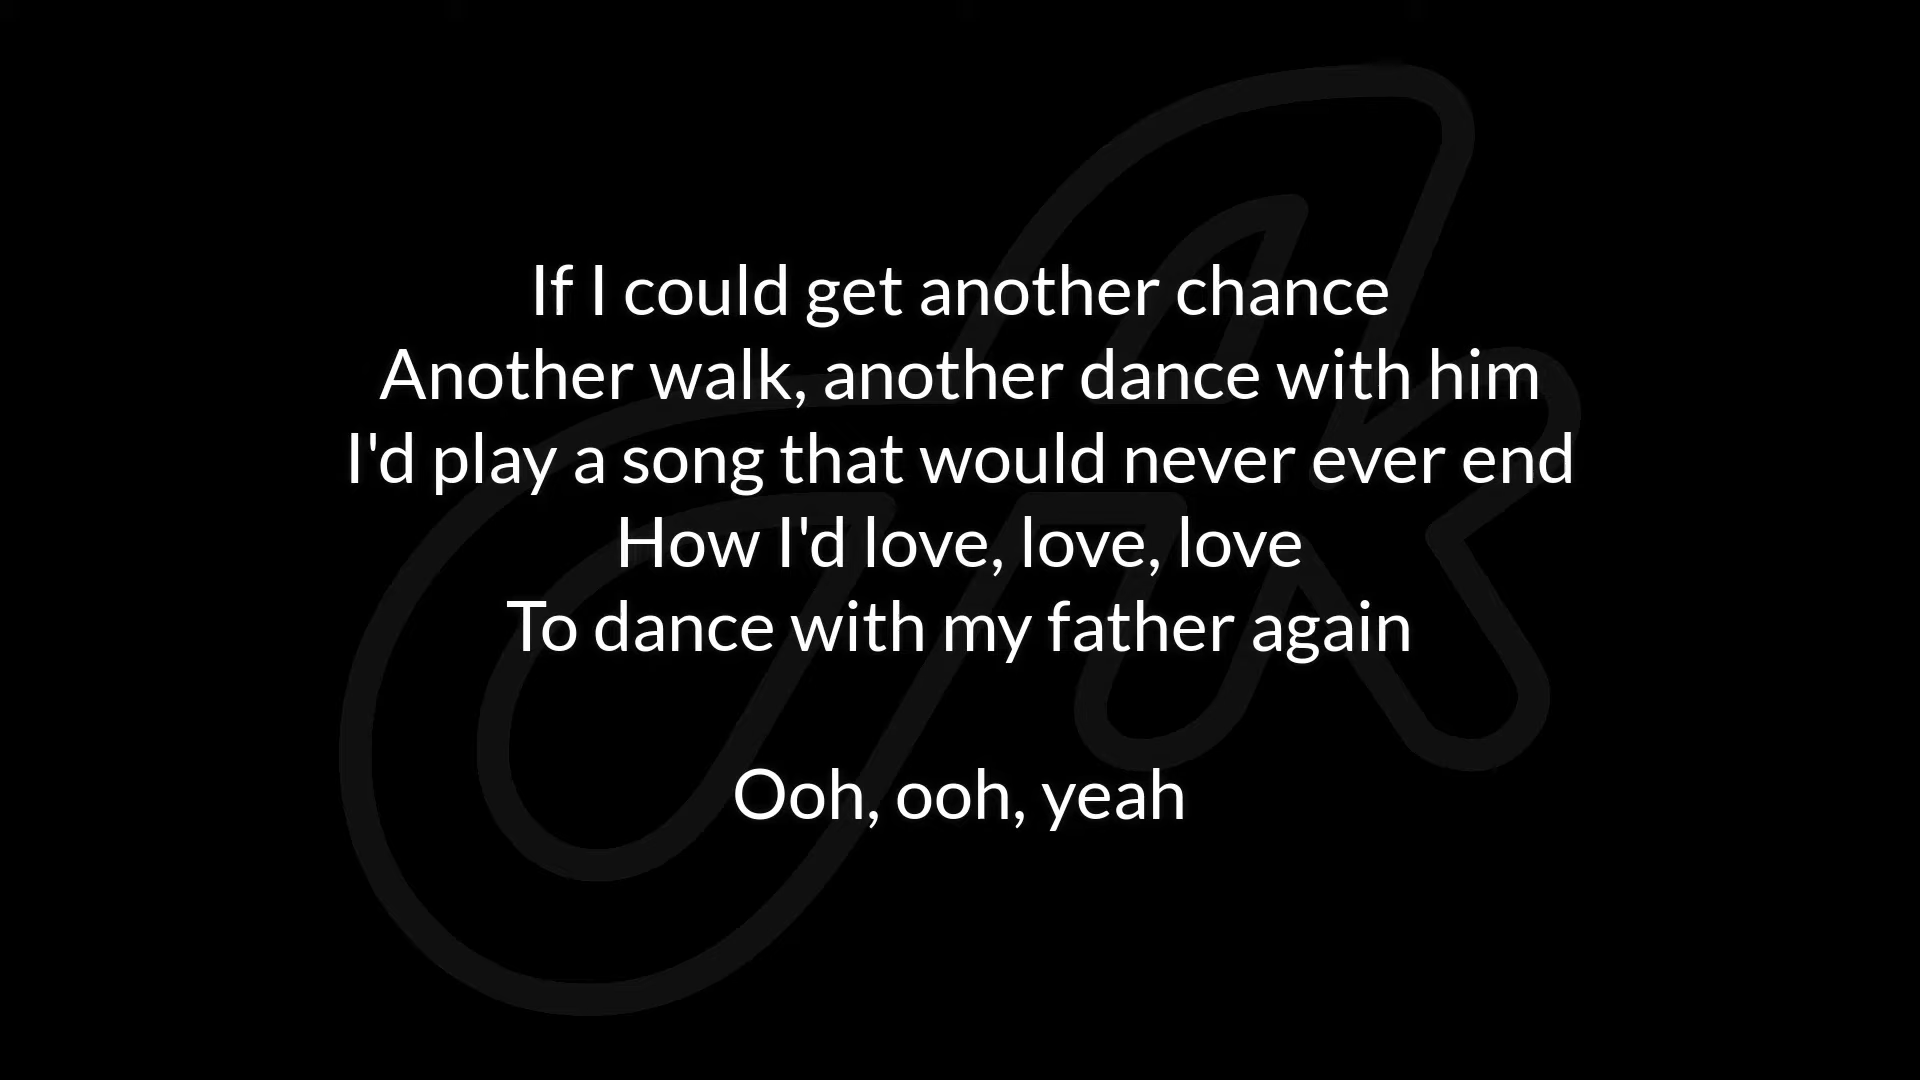 If I could get another chance
Another walk, another dance with him
I'd play a song that would never ever end
How I'd love, love, love
To dance with my father again
Ooh, ooh, yeah